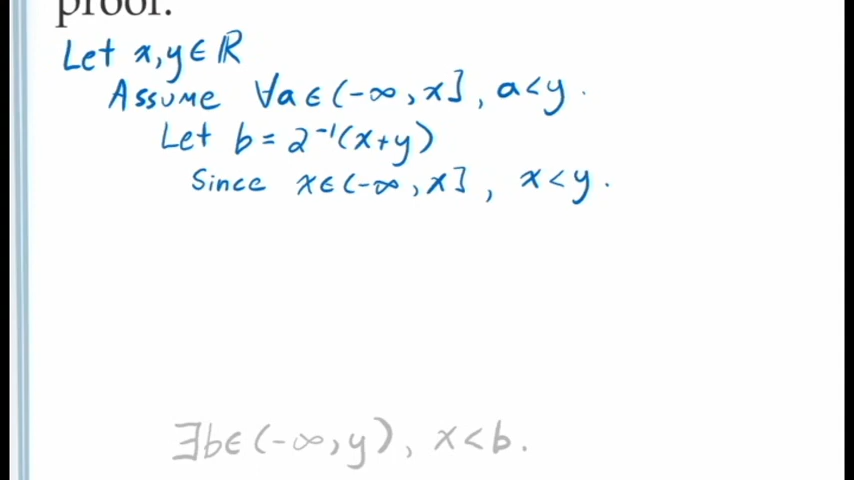 proof.
Let x, y ∈ ℝ
Assume ∀a ∈ (-∞, x], a < y.
Let b = 2⁻¹(x+y)
Since x ∈ (-∞, x], x < y.
∃b ∈ (-∞, y), x < b.